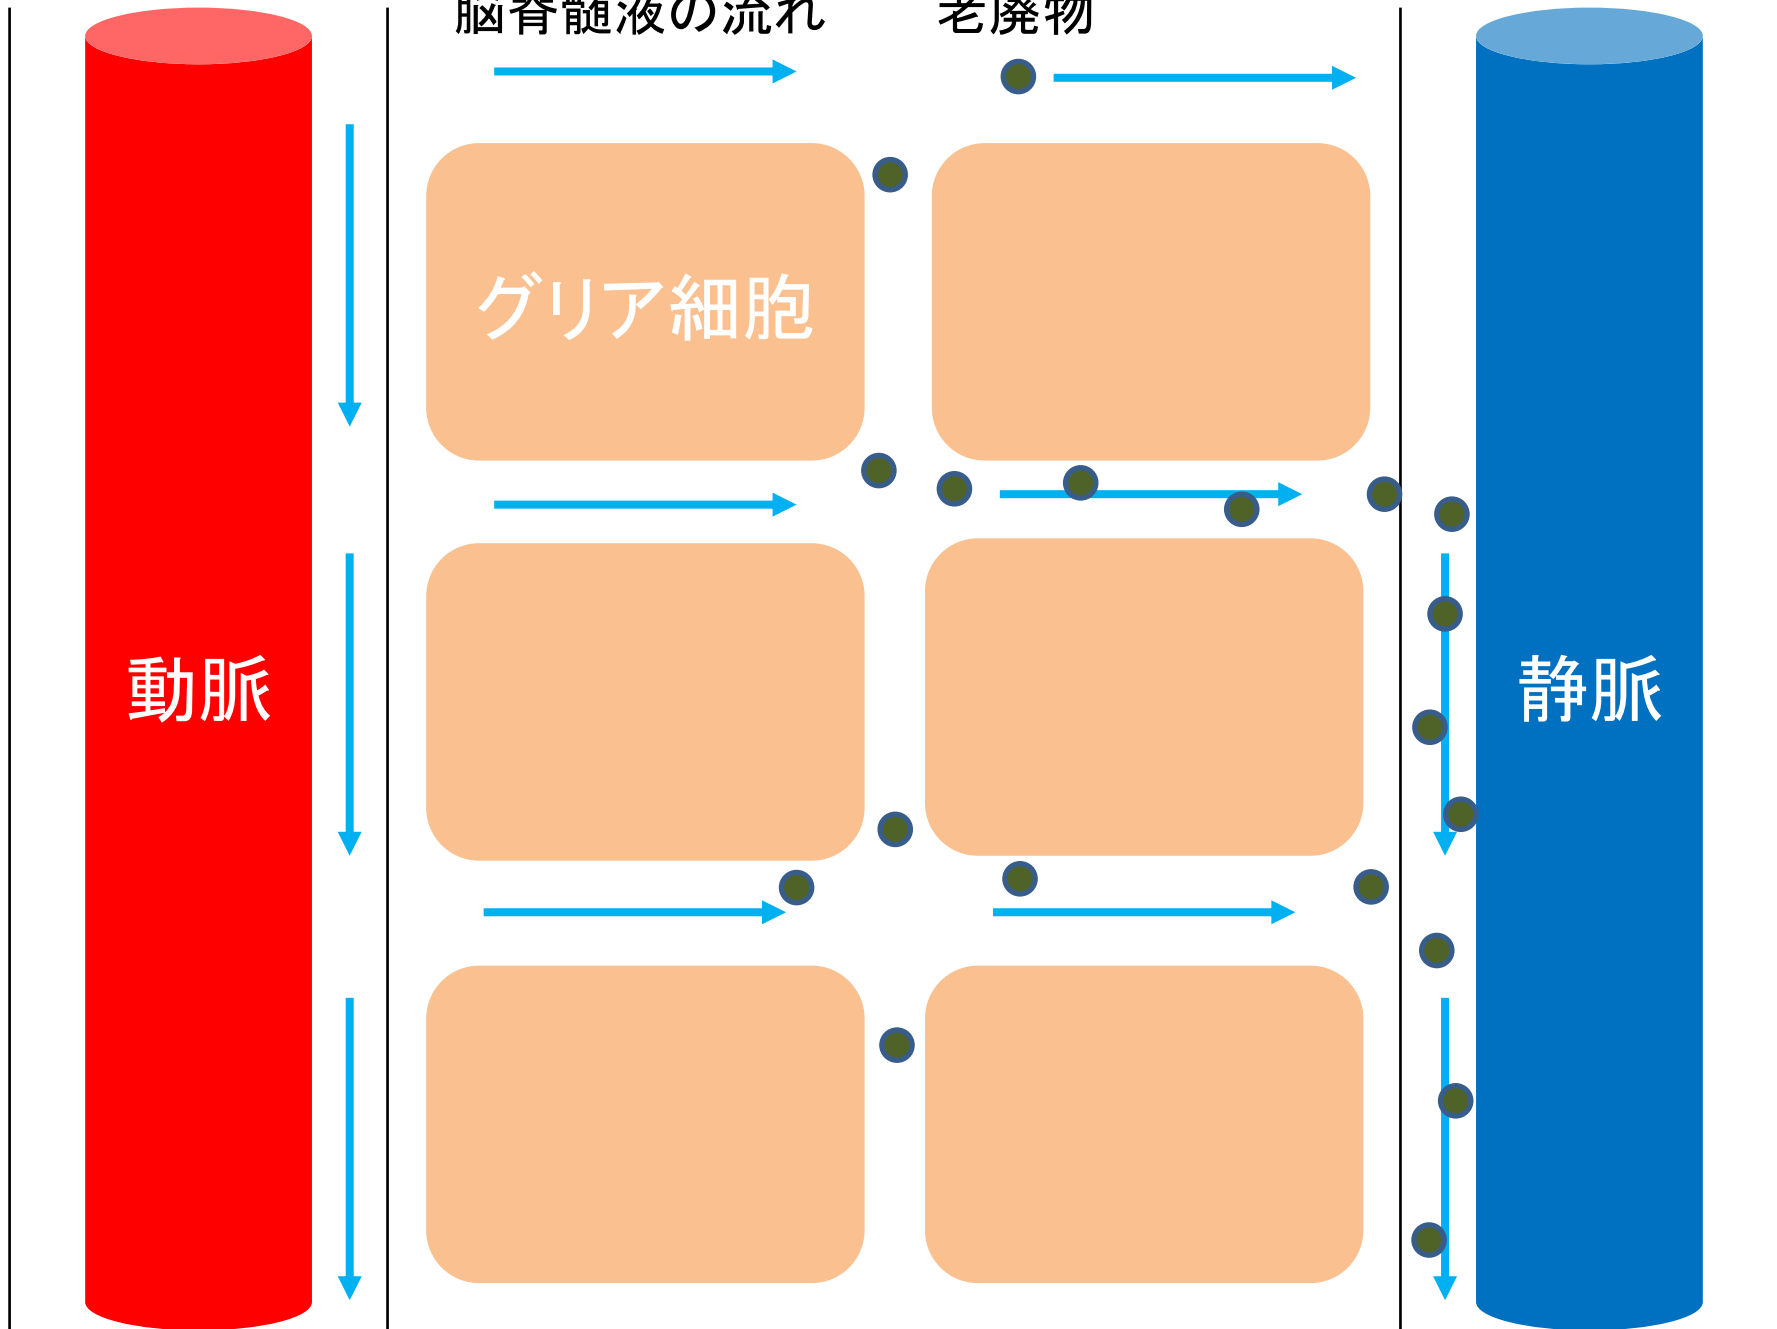 脳脊髄液の流れ
老廃物
グリア細胞
動脈
静脈